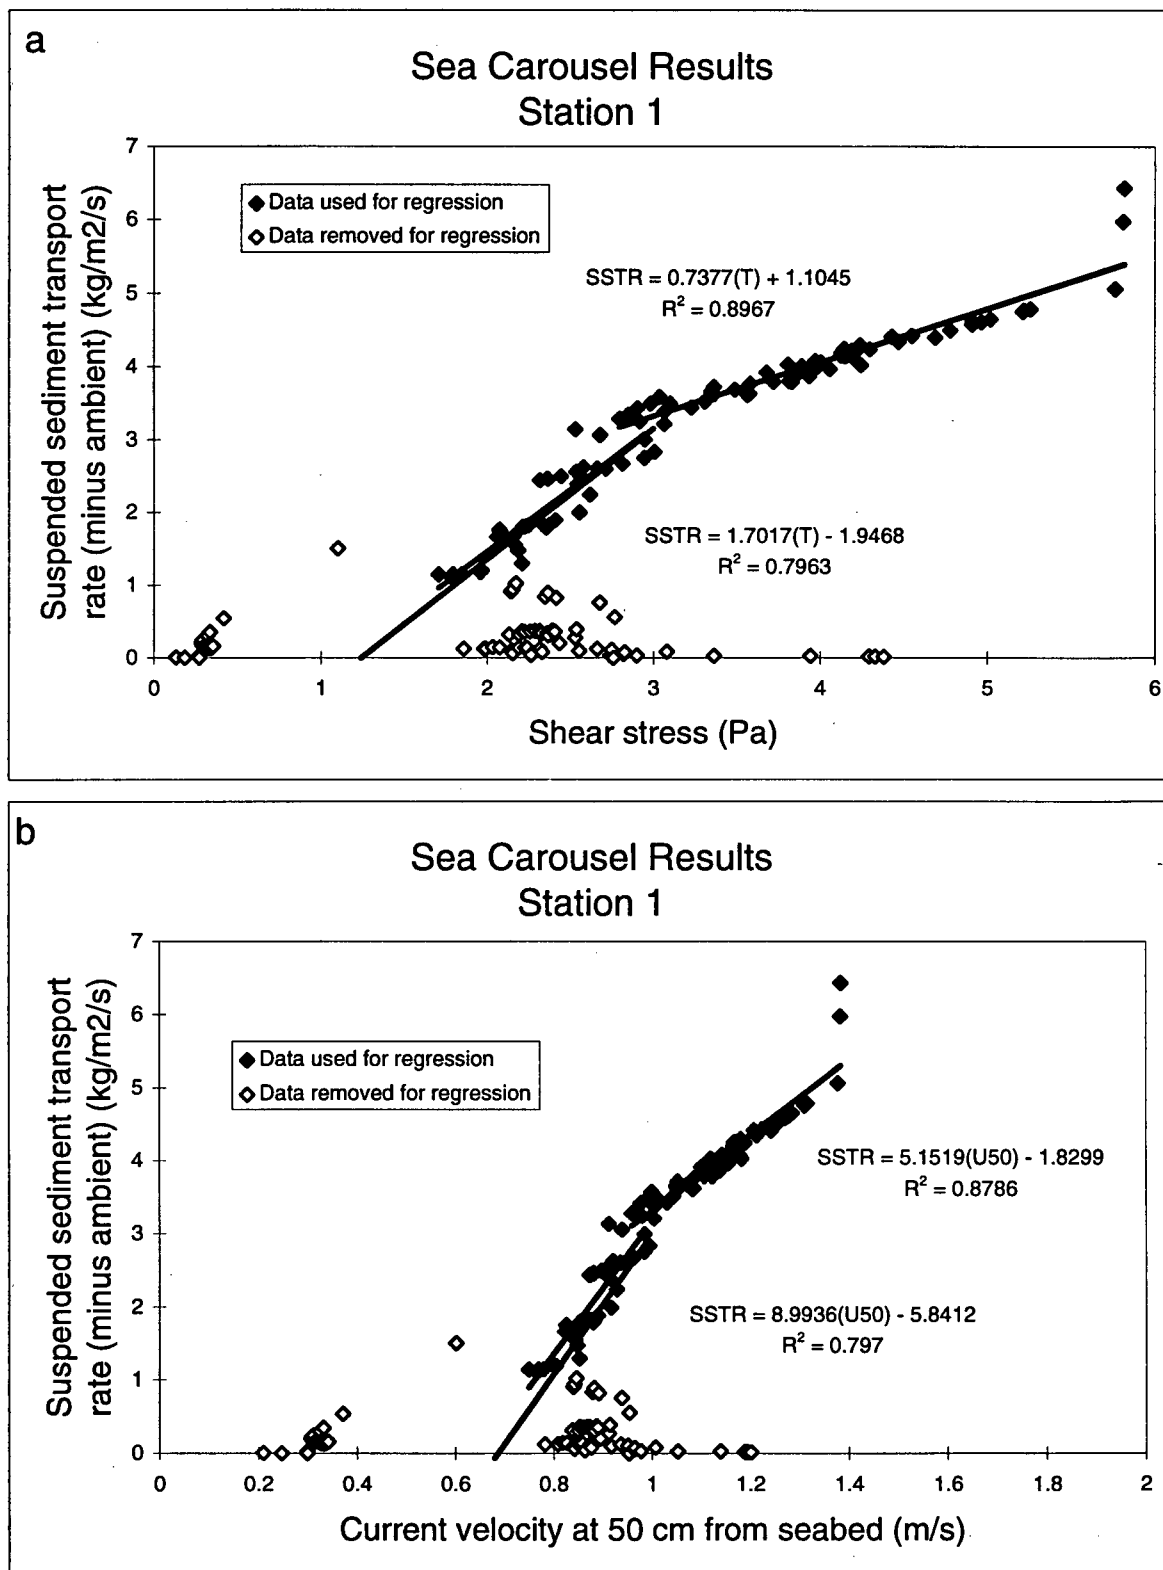 a
Sea Carousel Results
Station 1
Suspended sediment transport
rate (minus ambient) (kg/m2/s)
7
6
5
4
3
2
1
0
Data used for regression
Data removed for regression
SSTR = 0.7377(T) + 1.1045
R² = 0.8967
SSTR = 1.7017(T) - 1.9468
R² = 0.7963
0 1 2 3 4 5 6
Shear stress (Pa)
b
Sea Carousel Results
Station 1
Suspended sediment transport
rate (minus ambient) (kg/m2/s)
7
6
5
4
3
2
1
0
Data used for regression
Data removed for regression
SSTR = 5.1519(U50) - 1.8299
R² = 0.8786
SSTR = 8.9936(U50) - 5.8412
R² = 0.797
0 0.2 0.4 0.6 0.8 1 1.2 1.4 1.6 1.8 2
Current velocity at 50 cm from seabed (m/s)